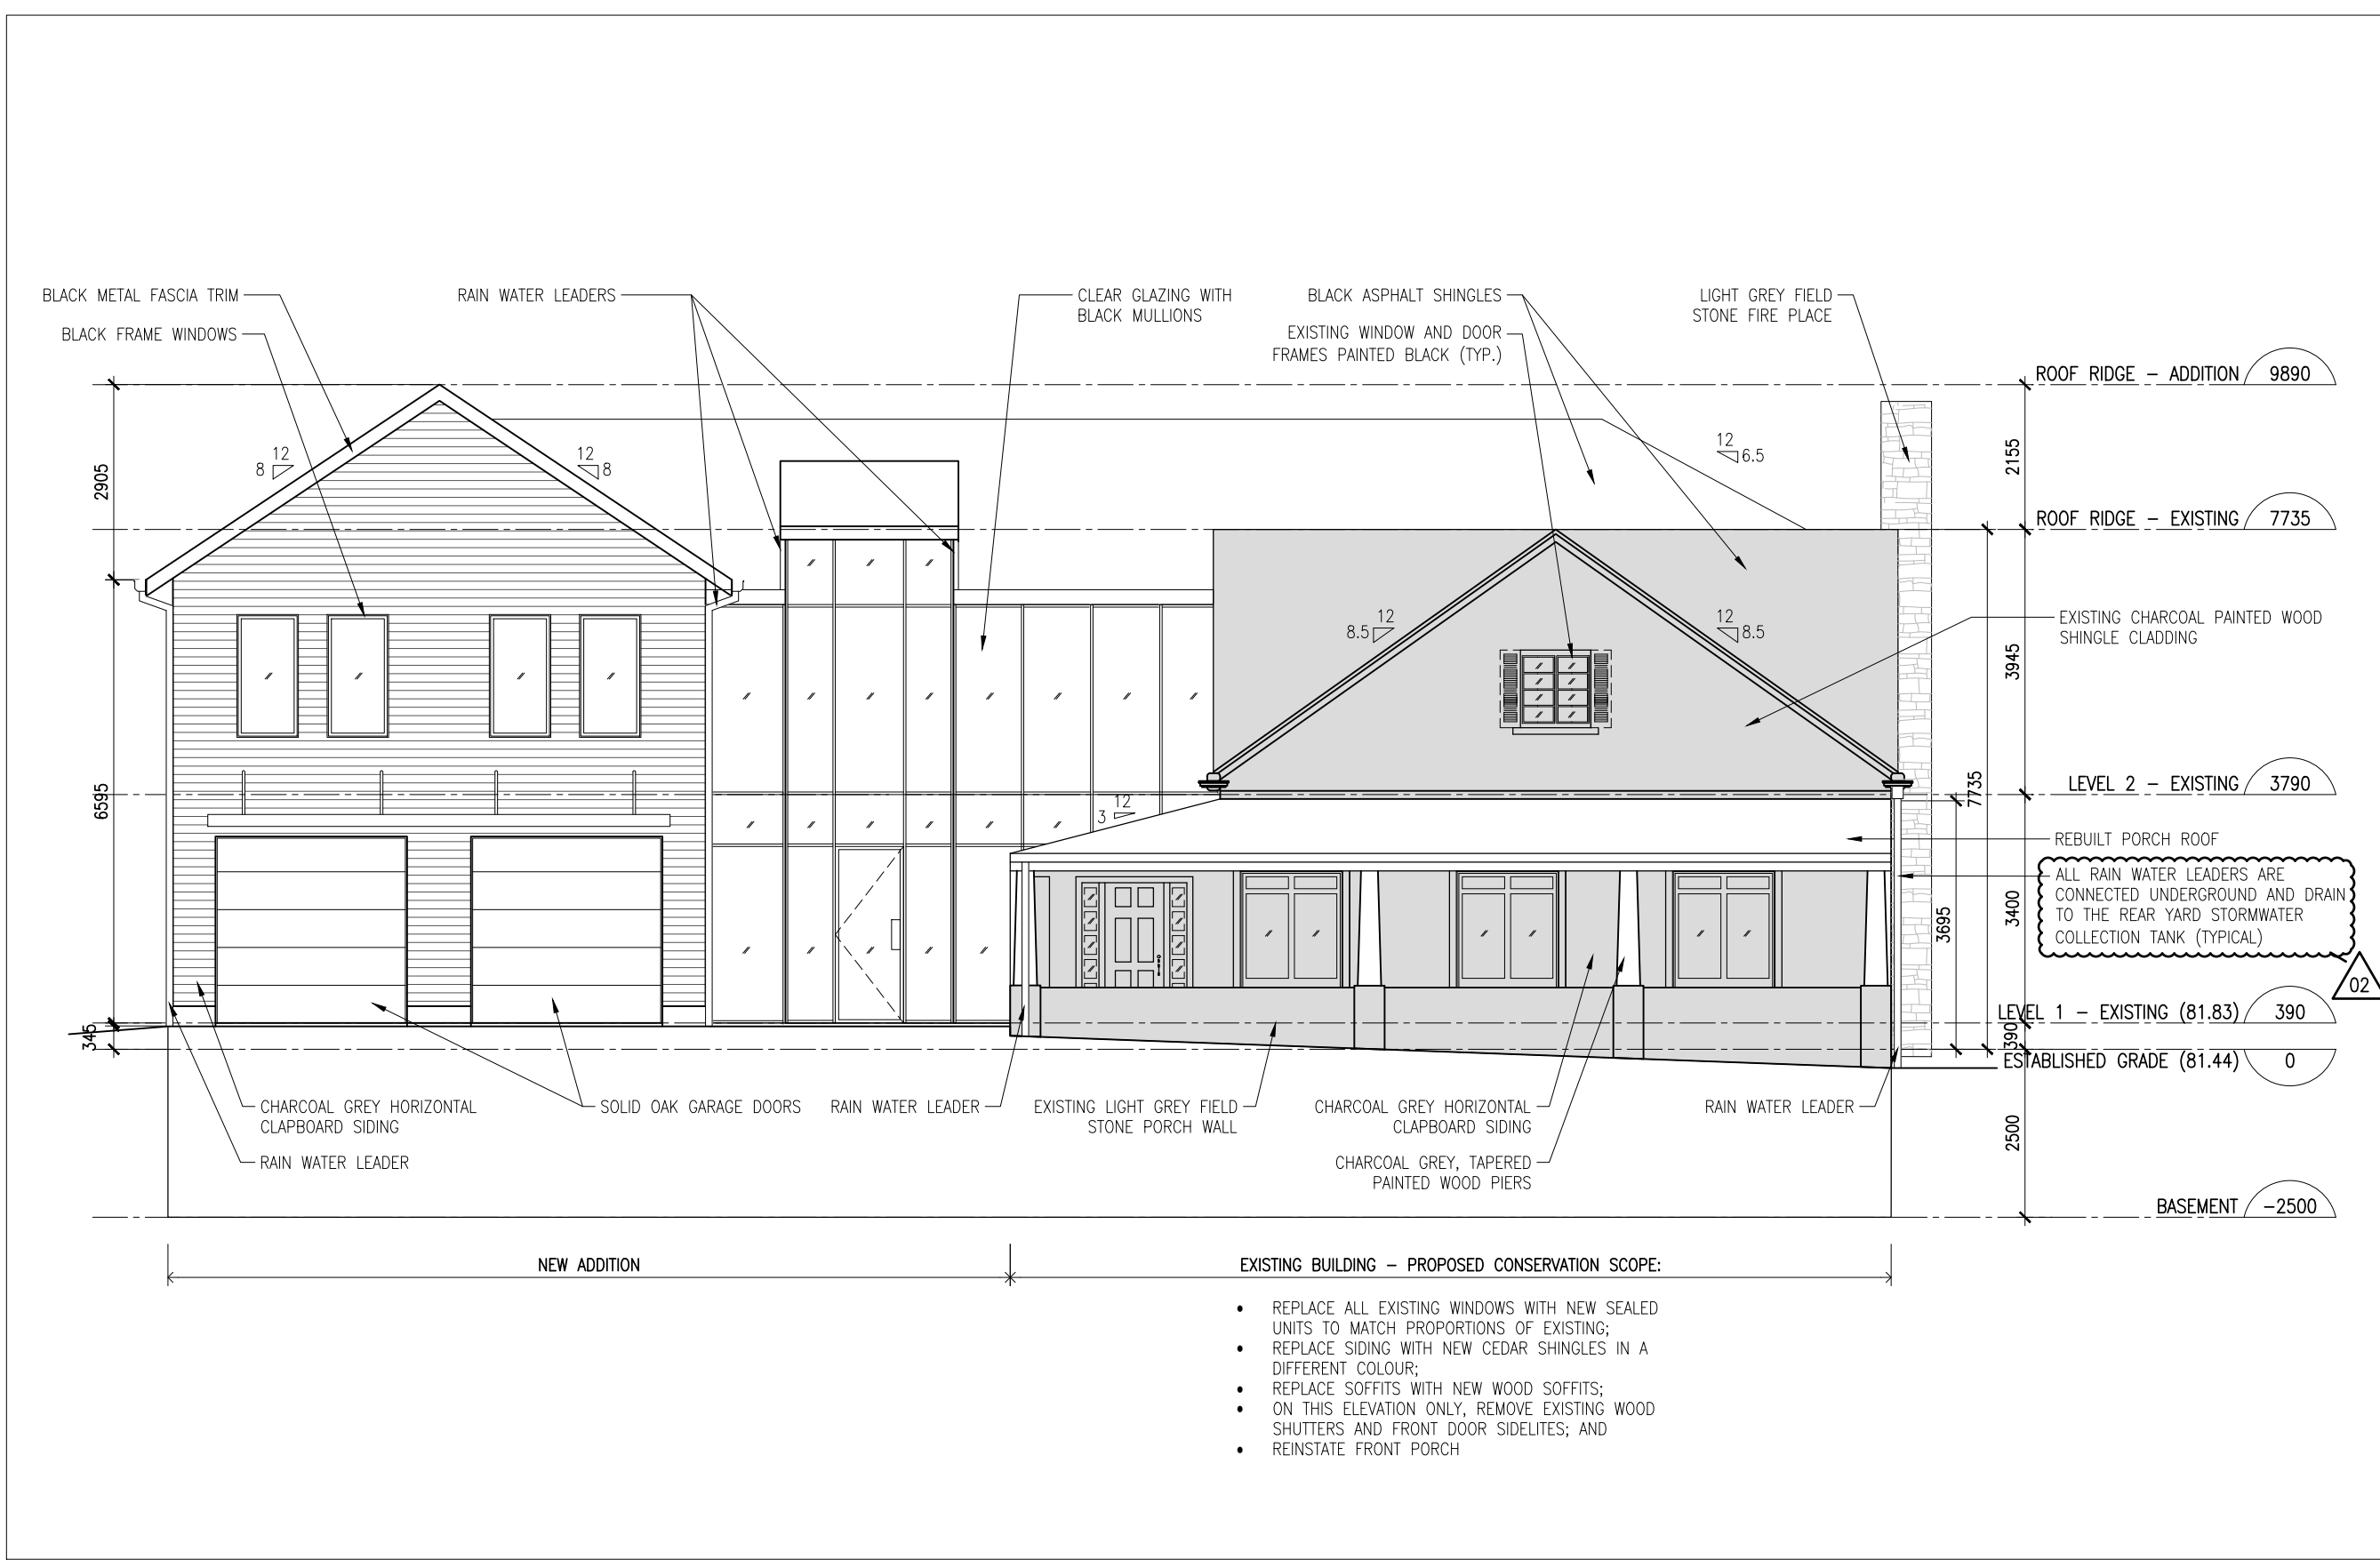 BLACK METAL FASCIA TRIM
BLACK FRAME WINDOWS
RAIN WATER LEADERS
CLEAR GLAZING WITH
BLACK MULLIONS
BLACK ASPHALT SHINGLES
EXISTING WINDOW AND DOOR
FRAMES PAINTED BLACK (TYP.)
LIGHT GREY FIELD
STONE FIRE PLACE
ROOF RIDGE – ADDITION 9890
12
8
12
8
12
6.5
2905
2155
ROOF RIDGE – EXISTING 7735
12
8.5
12
8.5
EXISTING CHARCOAL PAINTED WOOD
SHINGLE CLADDING
3945
LEVEL 2 – EXISTING 3790
6595
7735
12
3
REBUILT PORCH ROOF
ALL RAIN WATER LEADERS ARE
CONNECTED UNDERGROUND AND DRAIN
TO THE REAR YARD STORMWATER
COLLECTION TANK (TYPICAL)
02
3695
3400
LEVEL 1 – EXISTING (81.83) 390
345
390
ESTABLISHED GRADE (81.44) 0
CHARCOAL GREY HORIZONTAL
CLAPBOARD SIDING
RAIN WATER LEADER
SOLID OAK GARAGE DOORS
RAIN WATER LEADER
EXISTING LIGHT GREY FIELD
STONE PORCH WALL
CHARCOAL GREY HORIZONTAL
CLAPBOARD SIDING
CHARCOAL GREY, TAPERED
PAINTED WOOD PIERS
RAIN WATER LEADER
2500
BASEMENT –2500
NEW ADDITION
EXISTING BUILDING – PROPOSED CONSERVATION SCOPE:
• REPLACE ALL EXISTING WINDOWS WITH NEW SEALED
UNITS TO MATCH PROPORTIONS OF EXISTING;
• REPLACE SIDING WITH NEW CEDAR SHINGLES IN A
DIFFERENT COLOUR;
• REPLACE SOFFITS WITH NEW WOOD SOFFITS;
• ON THIS ELEVATION ONLY, REMOVE EXISTING WOOD
SHUTTERS AND FRONT DOOR SIDELITES; AND
• REINSTATE FRONT PORCH